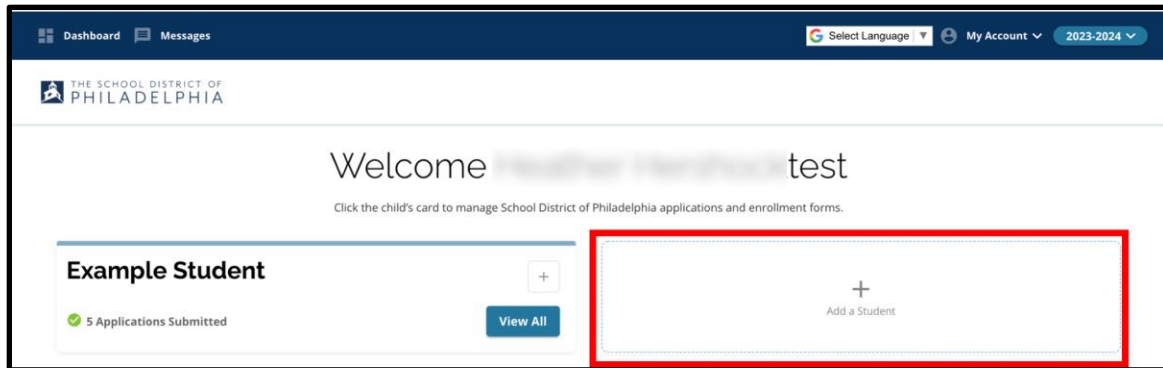 Dashboard Messages Select Language My Account 2023-2024
THE SCHOOL DISTRICT OF
PHILADELPHIA
Welcome test
Click the child's card to manage School District of Philadelphia applications and enrollment forms.
Example Student
+
5 Applications Submitted
View All
+
Add a Student